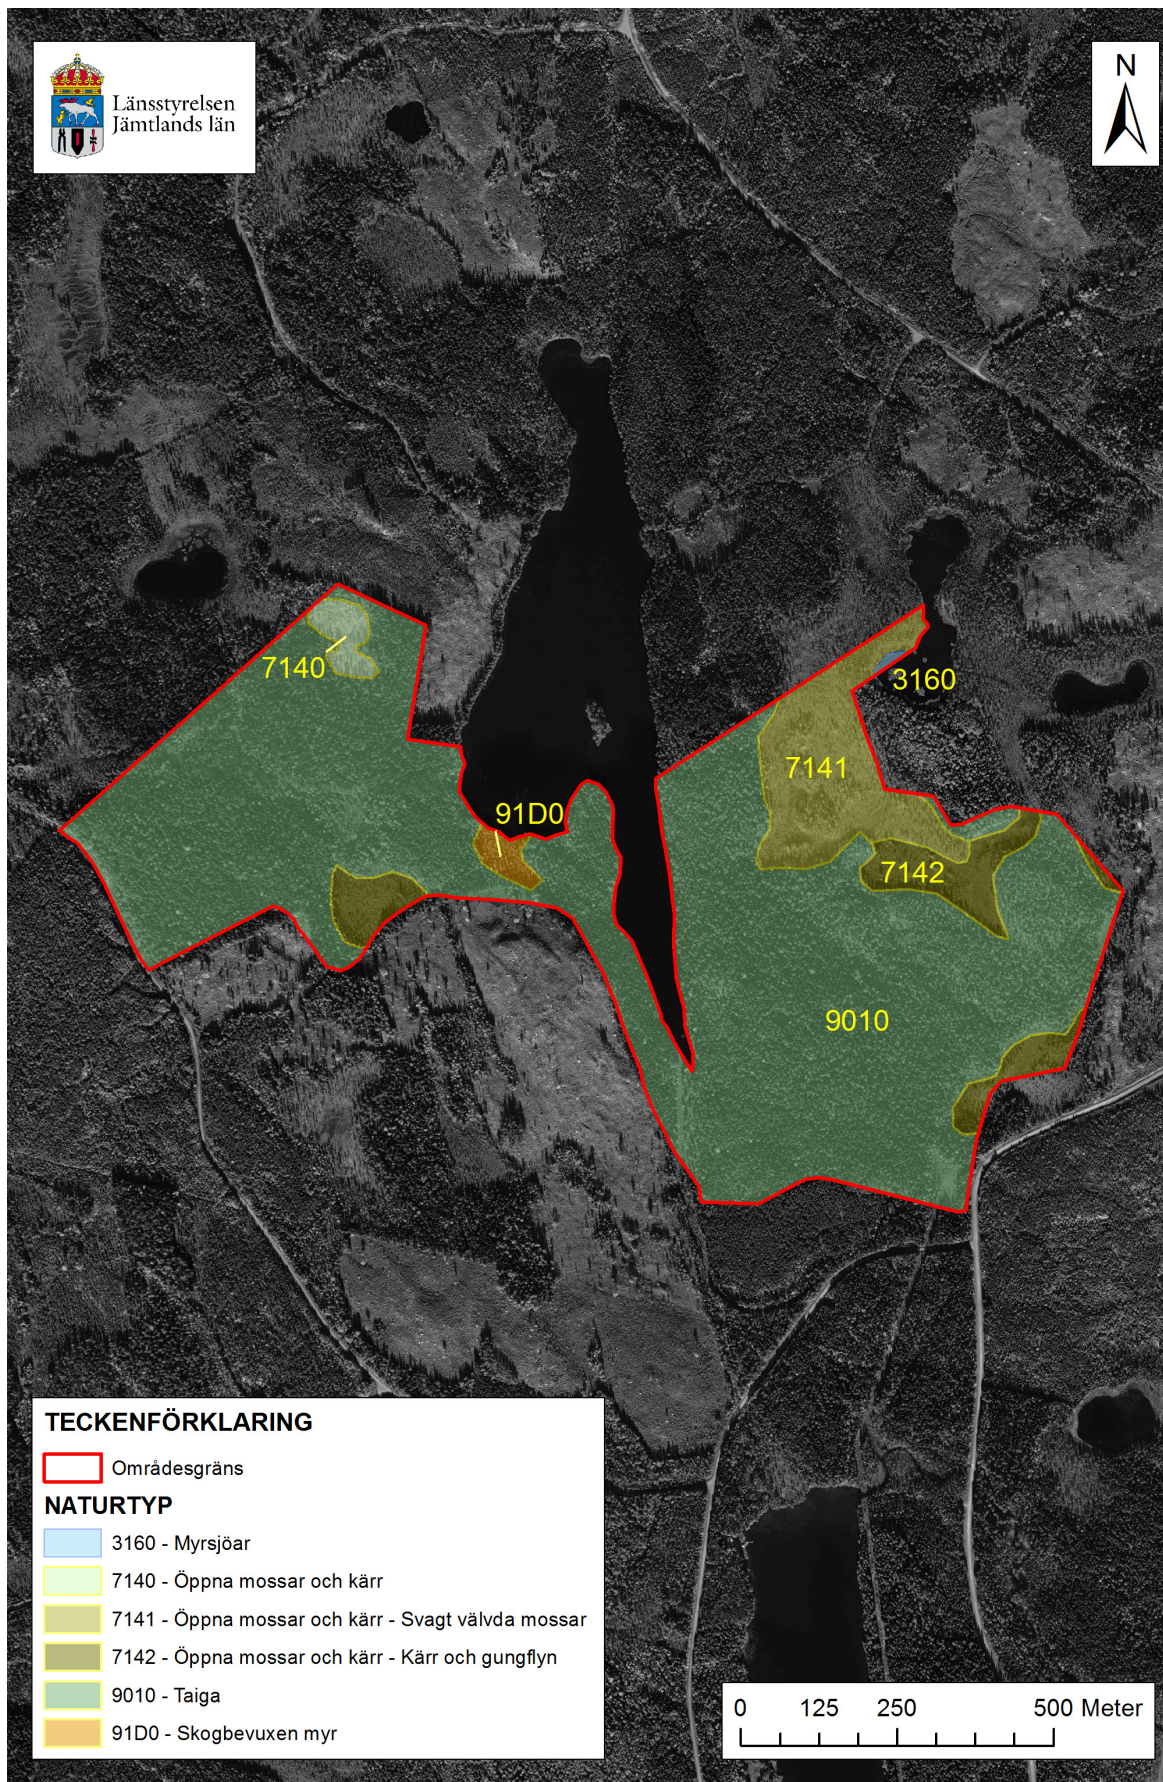 Länsstyrelsen
Jämtlands län
N
7140
3160
7141
91D0
7142
9010
TECKENFÖRKLARING
Områdesgräns
NATURTYP
3160 - Myrsjöar
7140 - Öppna mossar och kärr
7141 - Öppna mossar och kärr - Svagt välvda mossar
7142 - Öppna mossar och kärr - Kärr och gungflyn
9010 - Taiga
91D0 - Skogbevuxen myr
0 125 250 500 Meter